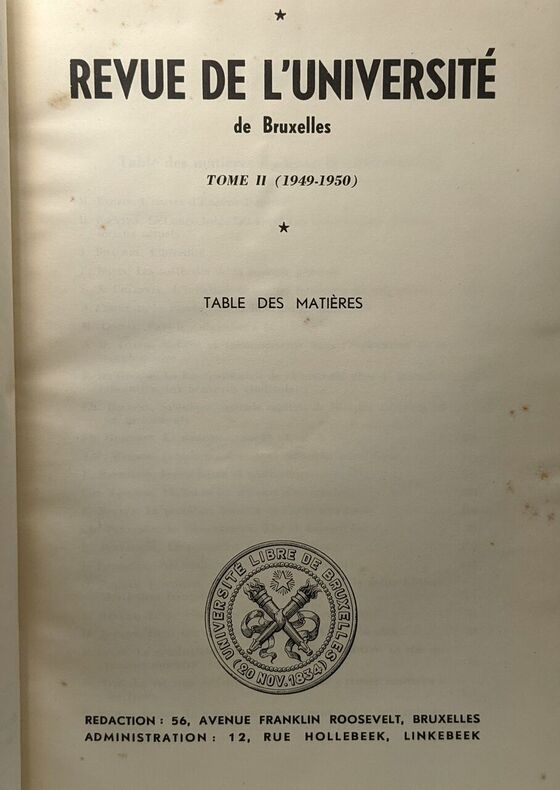 REVUE DE L'UNIVERSITÉ
de Bruxelles
TOME II (1949-1950)
TABLE DES MATIÈRES
UNIVERSITÉ LIBRE DE BRUXELLES
(20 NOV. 1834)
REDACTION : 56, AVENUE FRANKLIN ROOSEVELT, BRUXELLES
ADMINISTRATION : 12, RUE HOLLEBEEK, LINKEBEEK